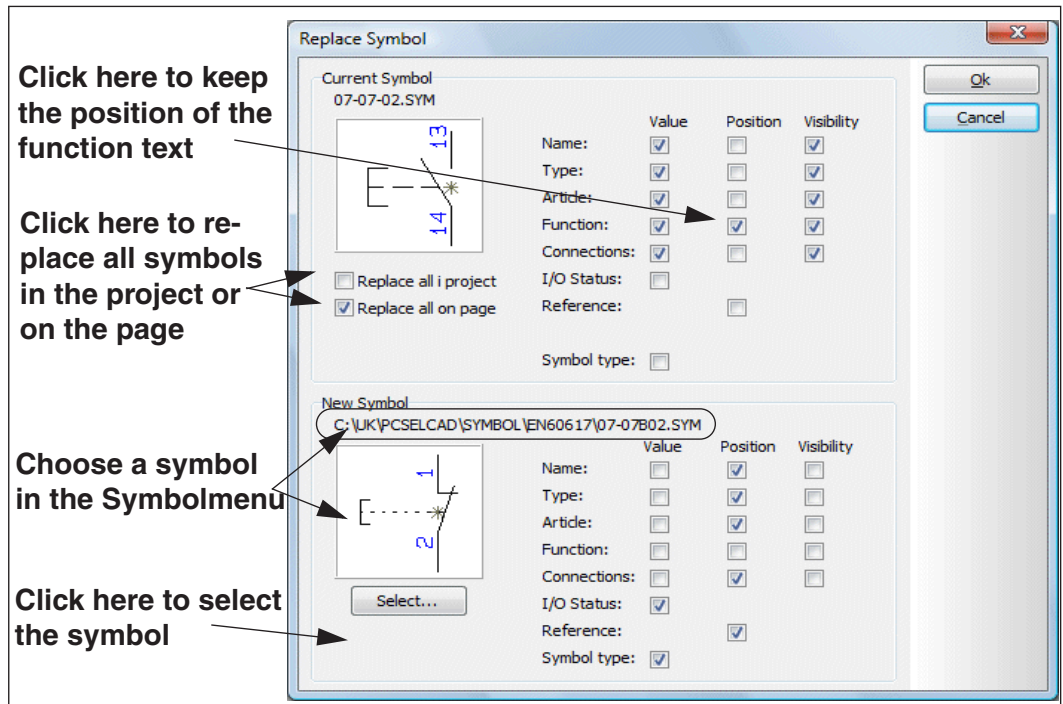 Replace Symbol
Click here to keep
the position of the
function text
Click here to re-
place all symbols
in the project or
on the page
Choose a symbol
in the Symbolmenu
Click here to select
the symbol
Current Symbol
07-07-02.SYM
13
14
Replace all i project
Replace all on page
Value Position Visibility
Name:
Type:
Article:
Function:
Connections:
I/O Status:
Reference:
Symbol type:
Ok
Cancel
New Symbol
C:\UK\PCSELCAD\SYMBOL\EN60617\07-07B02.SYM
1
2
Select...
Value Position Visibility
Name:
Type:
Article:
Function:
Connections:
I/O Status:
Reference:
Symbol type: